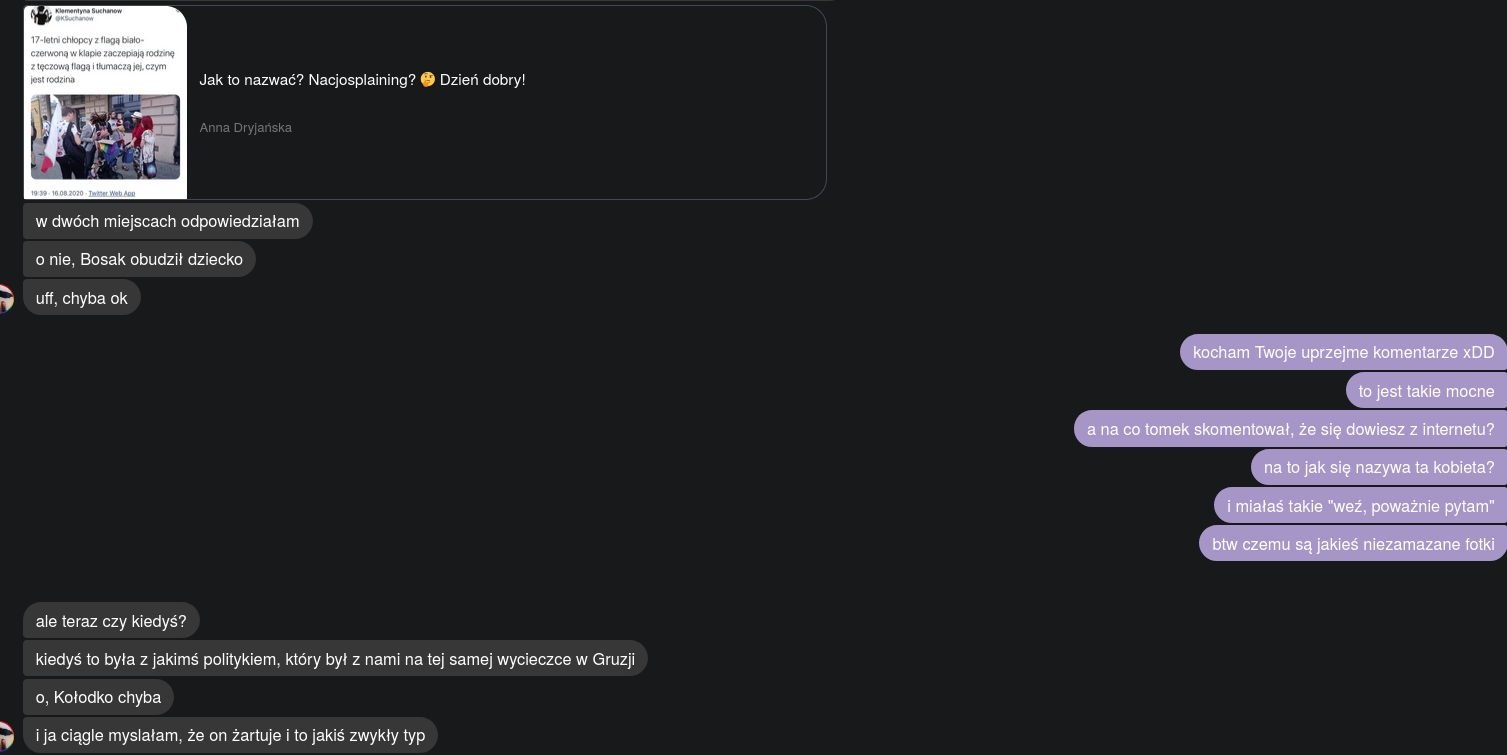 Klementyna Suchanow
@KSuchanow
17-letni chłopcy z flagą biało-
czerwoną w klapie zaczepiają rodzinę
z tęczową flagą i tłumaczą jej, czym
jest rodzina
19:39 · 16.08.2020 · Twitter Web App
Jak to nazwać? Nacjosplaining? 🤔 Dzień dobry!
Anna Dryjańska
w dwóch miejscach odpowiedziałam
o nie, Bosak obudził dziecko
uff, chyba ok
kocham Twoje uprzejme komentarze xDD
to jest takie mocne
a na co tomek skomentował, że się dowiesz z internetu?
na to jak się nazywa ta kobieta?
i miałaś takie "weź, poważnie pytam"
btw czemu są jakieś niezamazane fotki
ale teraz czy kiedyś?
kiedyś to była z jakimś politykiem, który był z nami na tej samej wycieczce w Gruzji
o, Kołodko chyba
i ja ciągle myslałam, że on żartuje i to jakiś zwykły typ